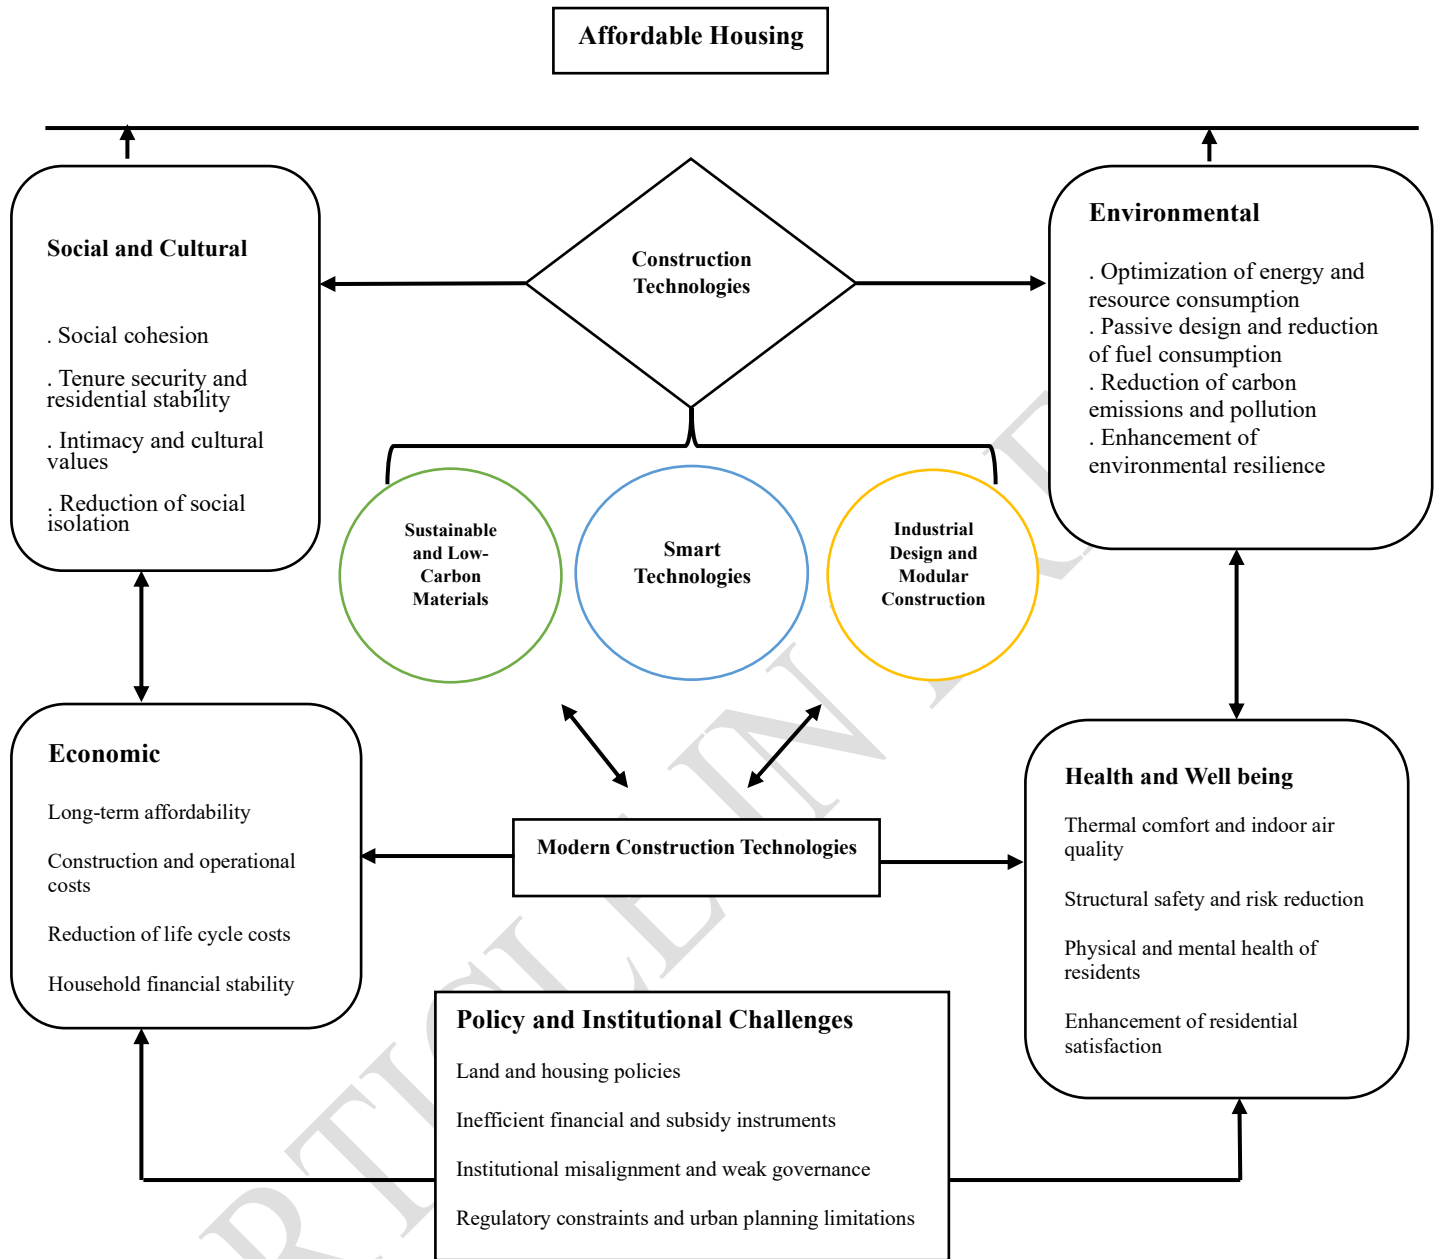 Affordable Housing
Social and Cultural
. Social cohesion
. Tenure security and
residential stability
. Intimacy and cultural
values
. Reduction of social
isolation
Construction
Technologies
Environmental
. Optimization of energy and
resource consumption
. Passive design and reduction
of fuel consumption
. Reduction of carbon
emissions and pollution
. Enhancement of
environmental resilience
Sustainable
and Low-
Carbon
Materials
Smart
Technologies
Industrial
Design and
Modular
Construction
Economic
Long-term affordability
Construction and operational
costs
Reduction of life cycle costs
Household financial stability
Modern Construction Technologies
Health and Well being
Thermal comfort and indoor air
quality
Structural safety and risk reduction
Physical and mental health of
residents
Enhancement of residential
satisfaction
Policy and Institutional Challenges
Land and housing policies
Inefficient financial and subsidy instruments
Institutional misalignment and weak governance
Regulatory constraints and urban planning limitations